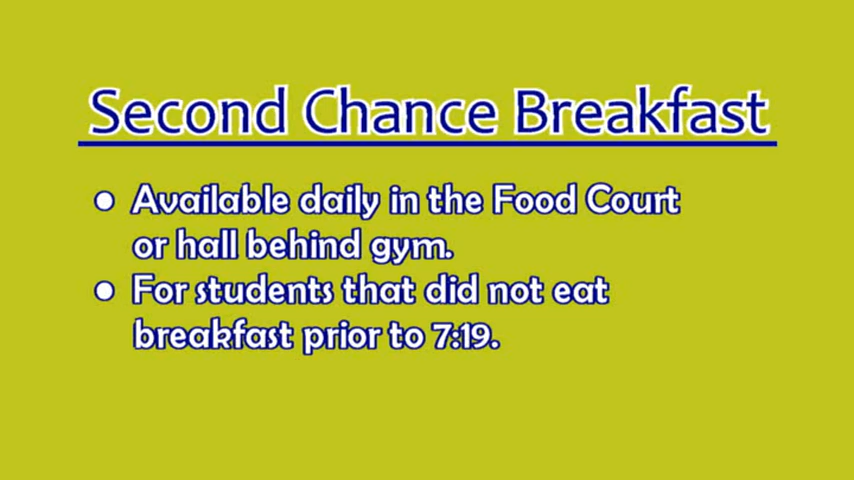 Second Chance Breakfast
● Available daily in the Food Court
or hall behind gym.
● For students that did not eat
breakfast prior to 7:19.